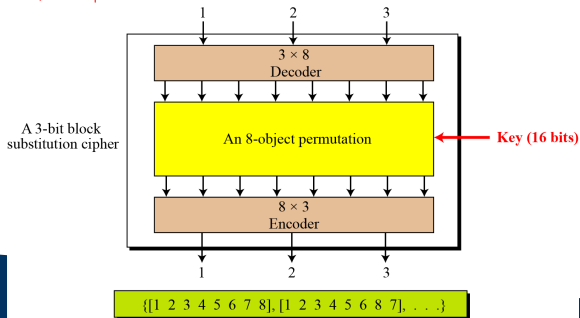 1 2 3
3 × 8
Decoder
A 3-bit block
substitution cipher
An 8-object permutation
Key (16 bits)
8 × 3
Encoder
1 2 3
{[1 2 3 4 5 6 7 8], [1 2 3 4 5 6 8 7], . . .}